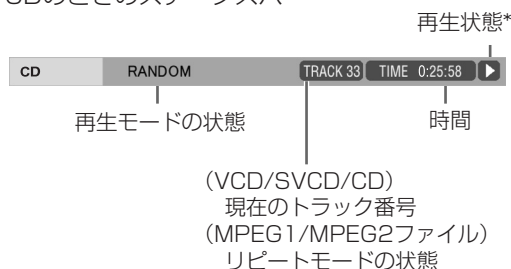 CDのときのステータスバー
再生状態*
CD RANDOM TRACK 33 TIME 0:25:58
再生モードの状態
時間
(VCD/SVCD/CD)
現在のトラック番号
(MPEG1/MPEG2ファイル)
リピートモードの状態